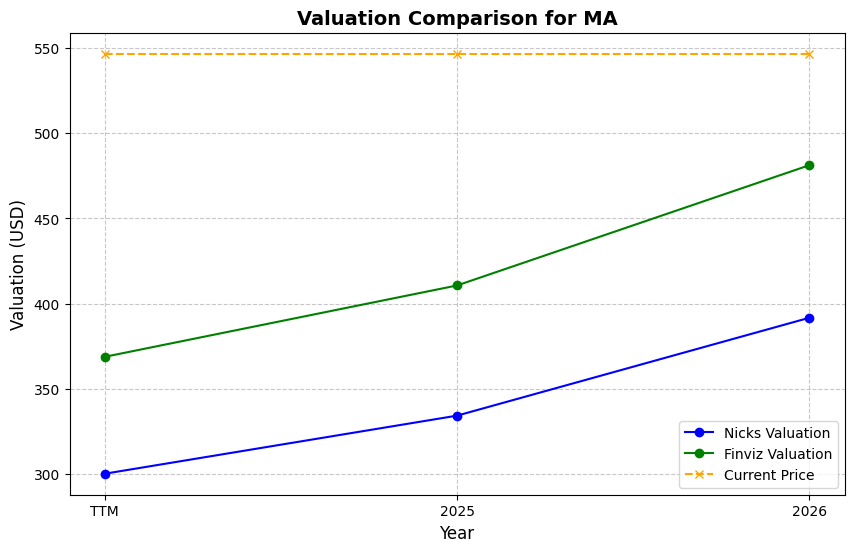 Valuation Comparison for MA
Valuation (USD)
550
500
450
400
350
300
TTM
2025
2026
Year
Nicks Valuation
Finviz Valuation
Current Price